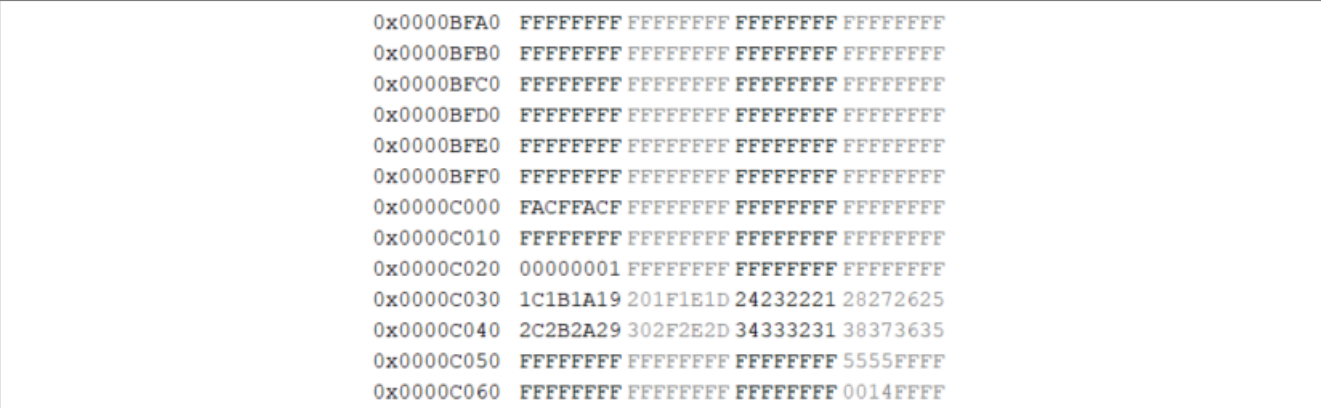 0x0000BFA0 FFFFFFFF FFFFFFFF FFFFFFFF FFFFFFFF
0x0000BFB0 FFFFFFFF FFFFFFFF FFFFFFFF FFFFFFFF
0x0000BFC0 FFFFFFFF FFFFFFFF FFFFFFFF FFFFFFFF
0x0000BFD0 FFFFFFFF FFFFFFFF FFFFFFFF FFFFFFFF
0x0000BFE0 FFFFFFFF FFFFFFFF FFFFFFFF FFFFFFFF
0x0000BFF0 FFFFFFFF FFFFFFFF FFFFFFFF FFFFFFFF
0x0000C000 FACFFACF FFFFFFFF FFFFFFFF FFFFFFFF
0x0000C010 FFFFFFFF FFFFFFFF FFFFFFFF FFFFFFFF
0x0000C020 00000001 FFFFFFFF FFFFFFFF FFFFFFFF
0x0000C030 1C1B1A19 201F1E1D 24232221 28272625
0x0000C040 2C2B2A29 302F2E2D 34333231 38373635
0x0000C050 FFFFFFFF FFFFFFFF FFFFFFFF 5555FFFF
0x0000C060 FFFFFFFF FFFFFFFF FFFFFFFF 0014FFFF